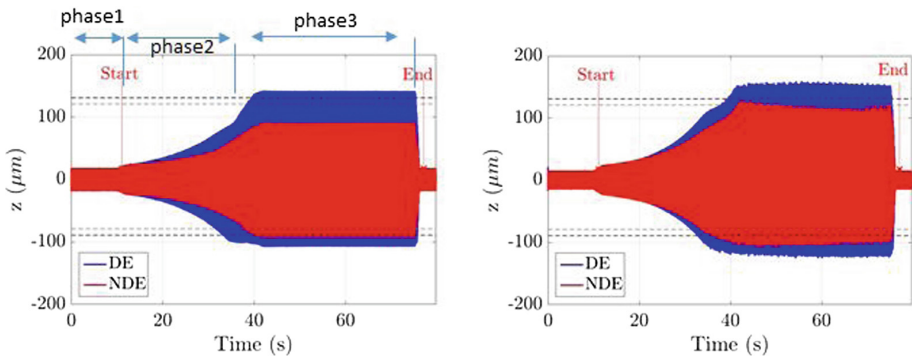 phase1
phase2
phase3
200
Start
End
100
z (μm)
0
-100
DE
NDE
-200
0
20
40
60
Time (s)
200
Start
End
100
z (μm)
0
-100
DE
NDE
-200
0
20
40
60
Time (s)